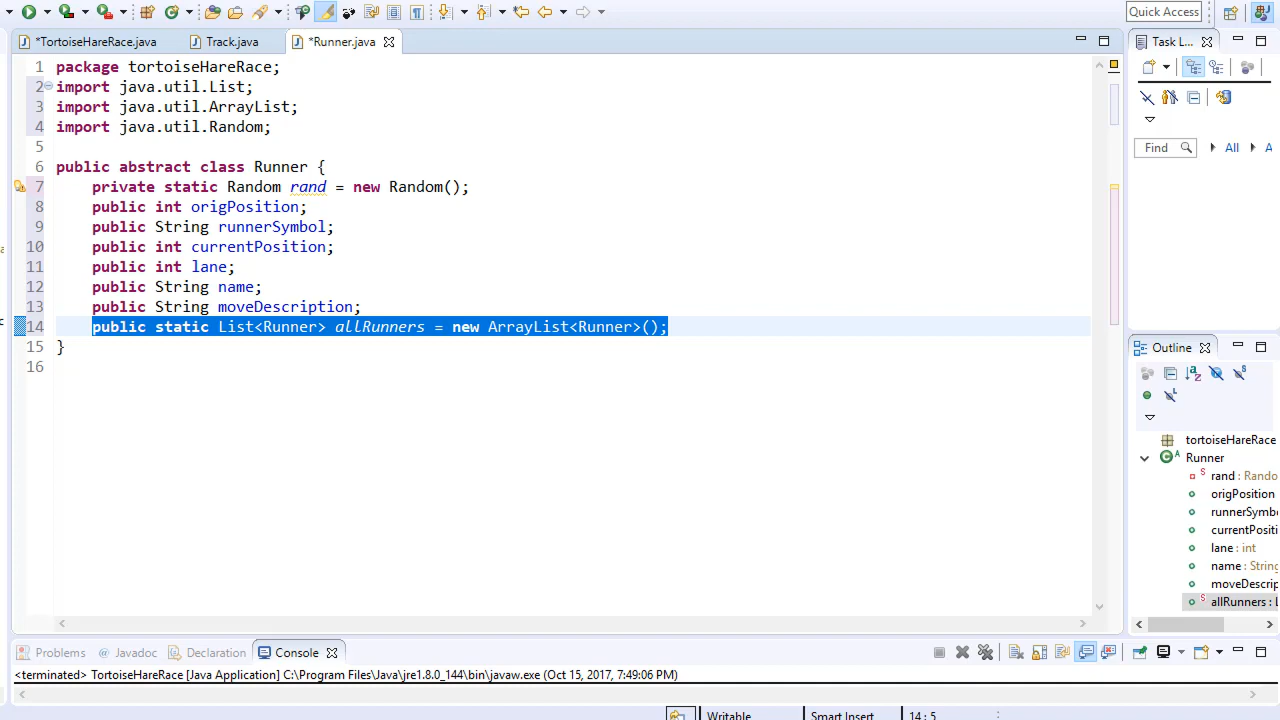 Quick Access
*TortoiseHareRace.java
Track.java
*Runner.java
Task L...
1 package tortoiseHareRace;
2 import java.util.List;
3 import java.util.ArrayList;
4 import java.util.Random;
5
6 public abstract class Runner {
7 private static Random rand = new Random();
8 public int origPosition;
9 public String runnerSymbol;
10 public int currentPosition;
11 public int lane;
12 public String name;
13 public String moveDescription;
14 public static List<Runner> allRunners = new ArrayList<Runner>();
15 }
16
Find
All
A
Outline
tortoiseHareRace
Runner
rand : Rando
origPosition
runnerSymb
currentPositi
lane : int
name : String
moveDescrip
allRunners : L
Problems
@ Javadoc
Declaration
Console
<terminated> TortoiseHareRace [Java Application] C:\Program Files\Java\jre1.8.0_144\bin\javaw.exe (Oct 15, 2017, 7:49:06 PM)
Writable
Smart Insert
14 : 5